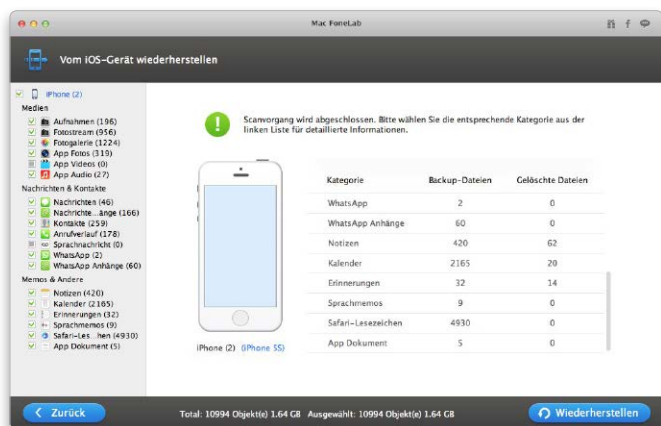 Mac FoneLab
Vom iOS-Gerät wiederherstellen
iPhone (2)
Medien
Aufnahmen (196)
Fotostream (956)
Fotogalerie (1224)
App Fotos (319)
App Videos (0)
App Audio (27)
Nachrichten & Kontakte
Nachrichten (46)
Nachrichte...änge (166)
Kontakte (259)
Anrufverlauf (178)
Sprachnachricht (0)
WhatsApp (2)
WhatsApp Anhänge (60)
Memos & Andere
Notizen (420)
Kalender (2165)
Erinnerungen (32)
Sprachmemos (9)
Safari-Les...hen (4930)
App Dokument (5)
Scanvorgang wird abgeschlossen. Bitte wählen Sie die entsprechende Kategorie aus der
linken Liste für detaillierte Informationen.
iPhone (2) (iPhone 5S)
Kategorie Backup-Dateien Gelöschte Dateien
WhatsApp 2 0
WhatsApp Anhänge 60 0
Notizen 420 62
Kalender 2165 20
Erinnerungen 32 14
Sprachmemos 9 0
Safari-Lesezeichen 4930 0
App Dokument 5 0
Zurück
Total: 10994 Objekt(e) 1.64 GB Ausgewählt: 10994 Objekt(e) 1.64 GB
Wiederherstellen